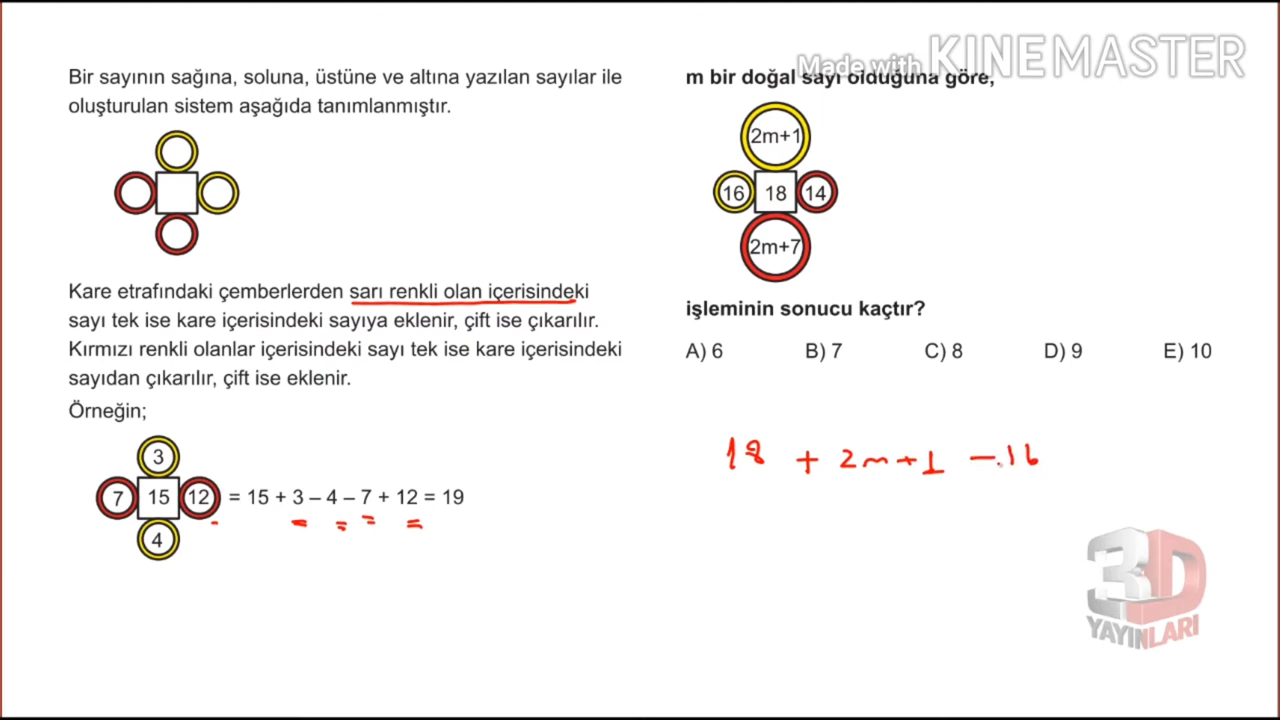 Made with KINEMASTER
Bir sayının sağına, soluna, üstüne ve altına yazılan sayılar ile
oluşturulan sistem aşağıda tanımlanmıştır.
Kare etrafındaki çemberlerden sarı renkli olan içerisindeki
sayı tek ise kare içerisindeki sayıya eklenir, çift ise çıkarılır.
Kırmızı renkli olanlar içerisindeki sayı tek ise kare içerisindeki
sayıdan çıkarılır, çift ise eklenir.
Örneğin;
3
7 15 12 = 15 + 3 – 4 – 7 + 12 = 19
4
m bir doğal sayı olduğuna göre,
2m+1
16 18 14
2m+7
işleminin sonucu kaçtır?
A) 6 B) 7 C) 8 D) 9 E) 10
18 + 2m+1 – 16
3D
YAYINLARI